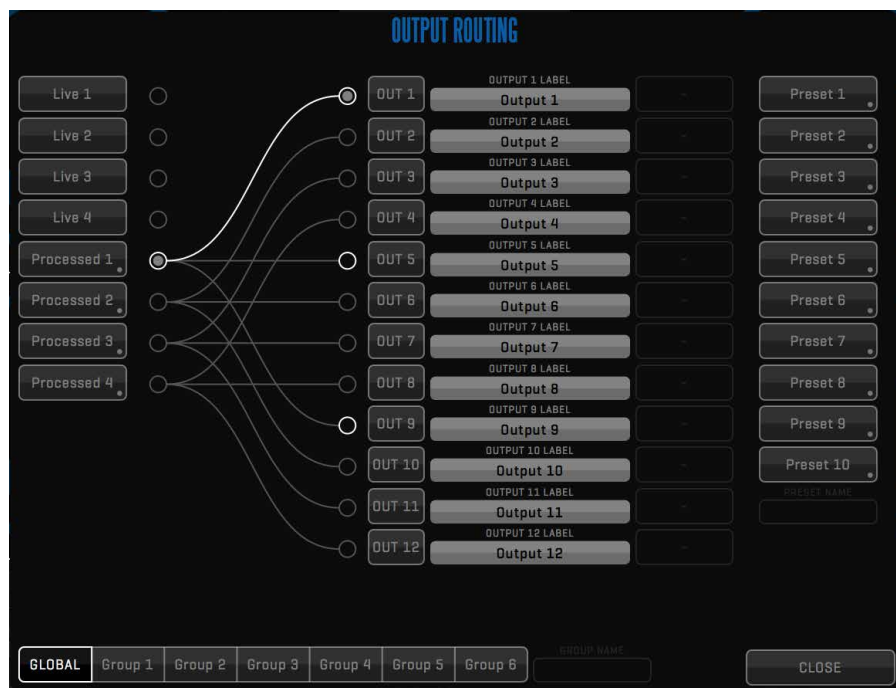 OUTPUT ROUTING
Live 1
Live 2
Live 3
Live 4
Processed 1
Processed 2
Processed 3
Processed 4
OUT 1
OUTPUT 1 LABEL
Output 1
-
OUT 2
OUTPUT 2 LABEL
Output 2
-
OUT 3
OUTPUT 3 LABEL
Output 3
-
OUT 4
OUTPUT 4 LABEL
Output 4
-
OUT 5
OUTPUT 5 LABEL
Output 5
-
OUT 6
OUTPUT 6 LABEL
Output 6
-
OUT 7
OUTPUT 7 LABEL
Output 7
-
OUT 8
OUTPUT 8 LABEL
Output 8
-
OUT 9
OUTPUT 9 LABEL
Output 9
-
OUT 10
OUTPUT 10 LABEL
Output 10
-
OUT 11
OUTPUT 11 LABEL
Output 11
-
OUT 12
OUTPUT 12 LABEL
Output 12
-
Preset 1
Preset 2
Preset 3
Preset 4
Preset 5
Preset 6
Preset 7
Preset 8
Preset 9
Preset 10
PRESET NAME
GLOBAL
Group 1
Group 2
Group 3
Group 4
Group 5
Group 6
GROUP NAME
CLOSE